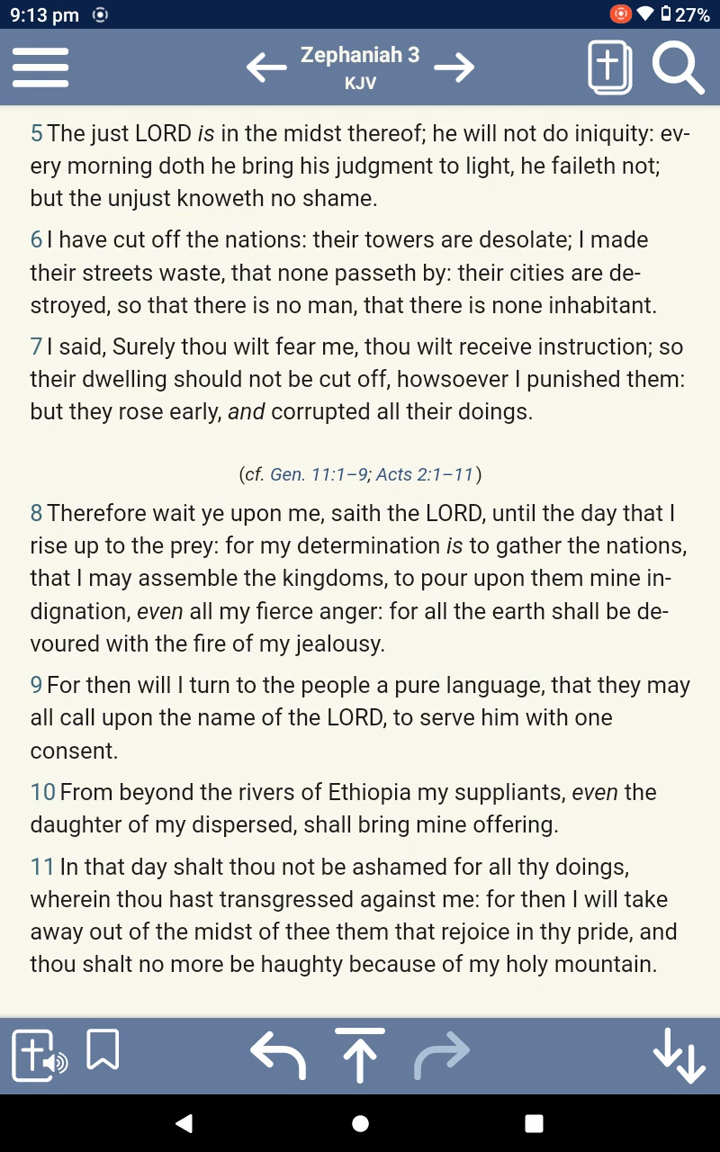 9:13 pm 27%
Zephaniah 3
KJV
5 The just LORD is in the midst thereof; he will not do iniquity: ev-
ery morning doth he bring his judgment to light, he faileth not;
but the unjust knoweth no shame.
6 I have cut off the nations: their towers are desolate; I made
their streets waste, that none passeth by: their cities are de-
stroyed, so that there is no man, that there is none inhabitant.
7 I said, Surely thou wilt fear me, thou wilt receive instruction; so
their dwelling should not be cut off, howsoever I punished them:
but they rose early, and corrupted all their doings.
(cf. Gen. 11:1–9; Acts 2:1–11)
8 Therefore wait ye upon me, saith the LORD, until the day that I
rise up to the prey: for my determination is to gather the nations,
that I may assemble the kingdoms, to pour upon them mine in-
dignation, even all my fierce anger: for all the earth shall be de-
voured with the fire of my jealousy.
9 For then will I turn to the people a pure language, that they may
all call upon the name of the LORD, to serve him with one
consent.
10 From beyond the rivers of Ethiopia my suppliants, even the
daughter of my dispersed, shall bring mine offering.
11 In that day shalt thou not be ashamed for all thy doings,
wherein thou hast transgressed against me: for then I will take
away out of the midst of thee them that rejoice in thy pride, and
thou shalt no more be haughty because of my holy mountain.